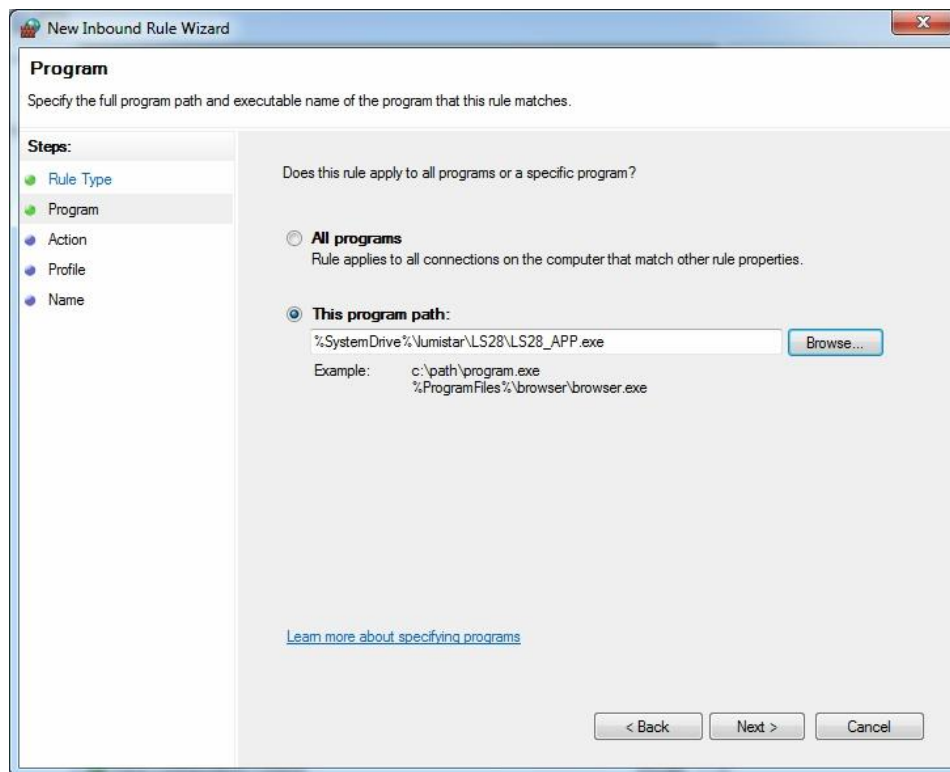 New Inbound Rule Wizard
Program
Specify the full program path and executable name of the program that this rule matches.
Steps:
Rule Type
Program
Action
Profile
Name
Does this rule apply to all programs or a specific program?
All programs
Rule applies to all connections on the computer that match other rule properties.
This program path:
%SystemDrive%\lumistar\LS28\LS28_APP.exe
Browse...
Example: c:\path\program.exe
%ProgramFiles%\browser\browser.exe
Learn more about specifying programs
< Back Next > Cancel